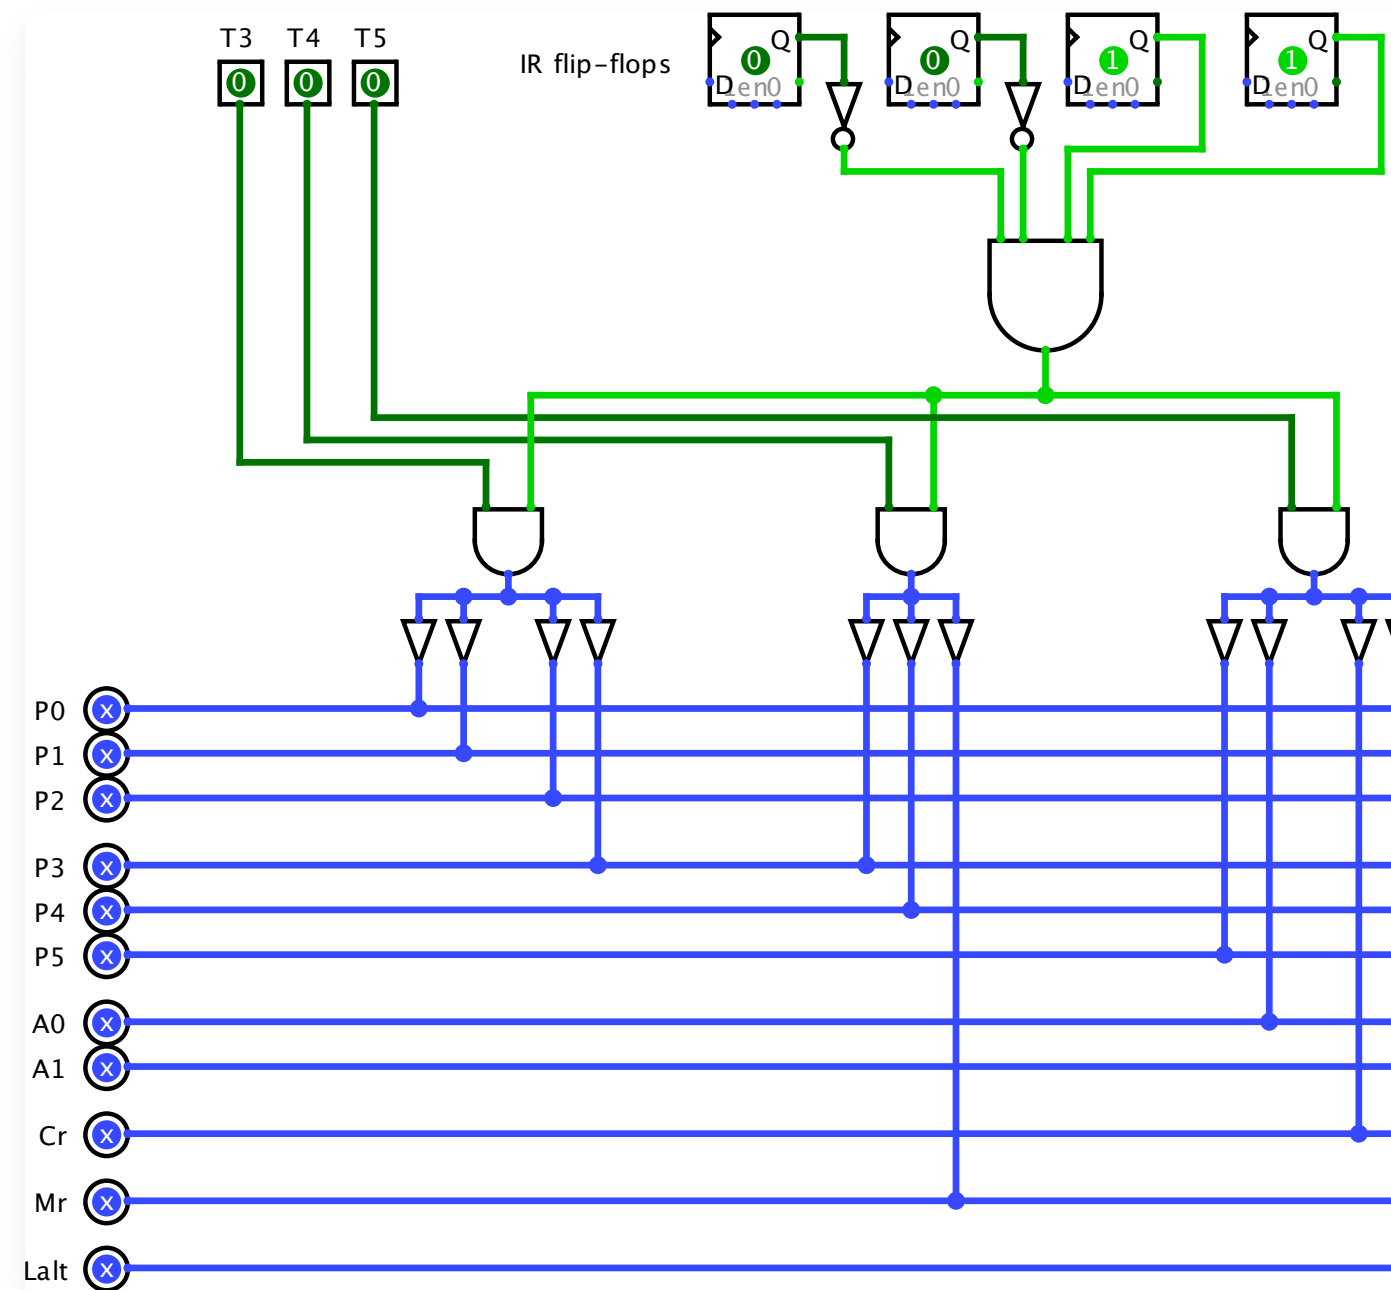 T3 T4 T5
0 0 0
IR flip-flops
Q Q Q Q
0 0 1 1
D D D D
en0 en0 en0 en0
P0 x
P1 x
P2 x
P3 x
P4 x
P5 x
A0 x
A1 x
Cr x
Mr x
Lalt x